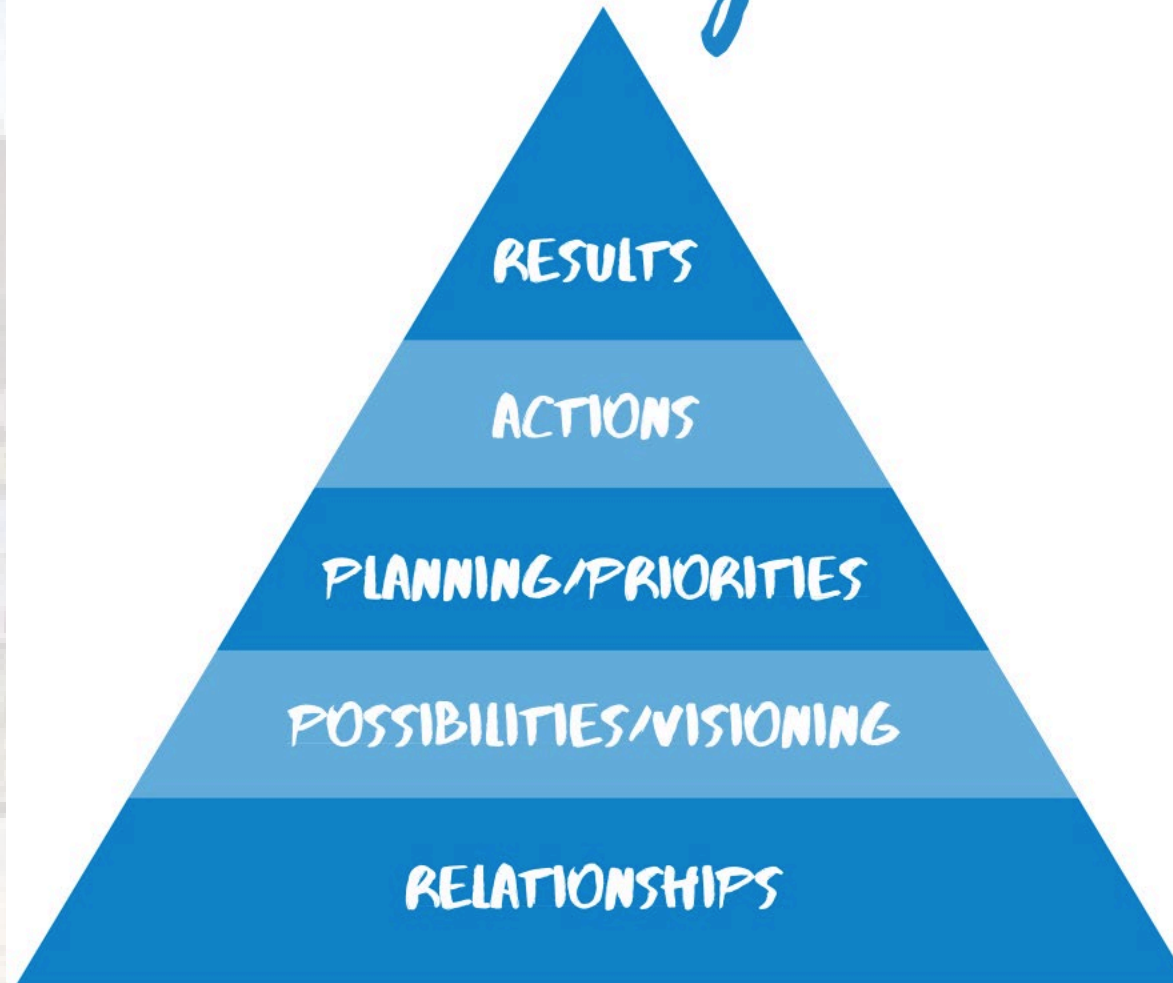 RESULTS
ACTIONS
PLANNING/PRIORITIES
POSSIBILITIES/VISIONING
RELATIONSHIPS